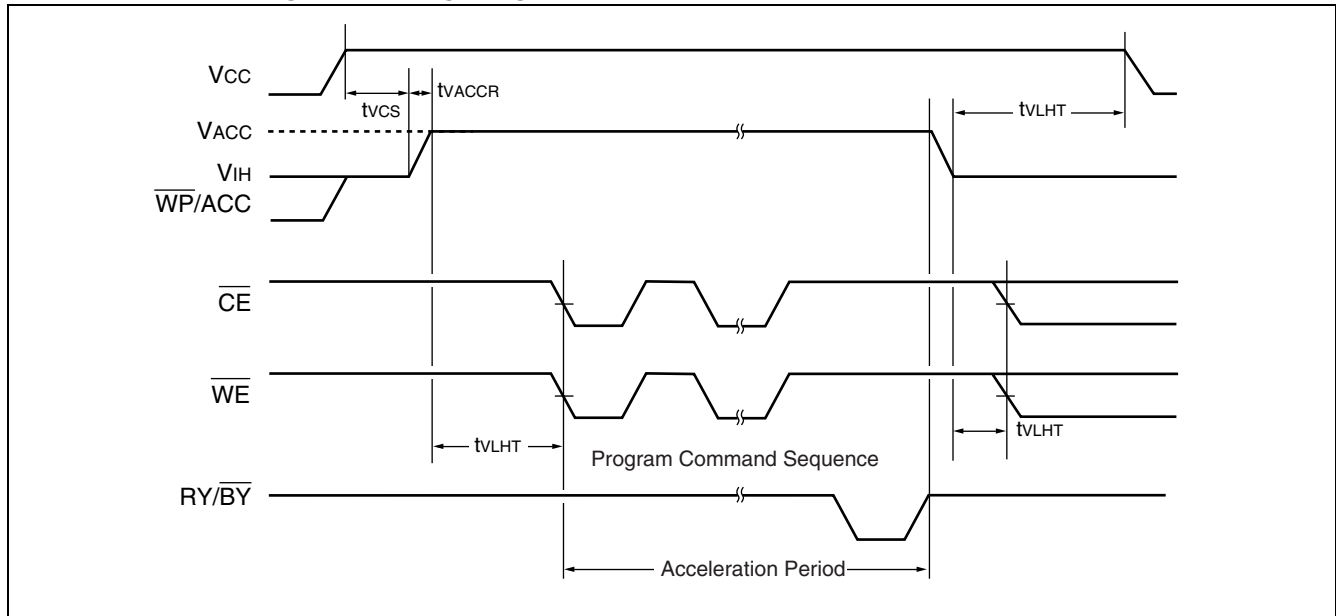 VCC
tVCS
tVACCR
tVLHT
VACC
VIH
WP/ACC
CE
WE
tVLHT
Program Command Sequence
tVLHT
RY/BY
Acceleration Period